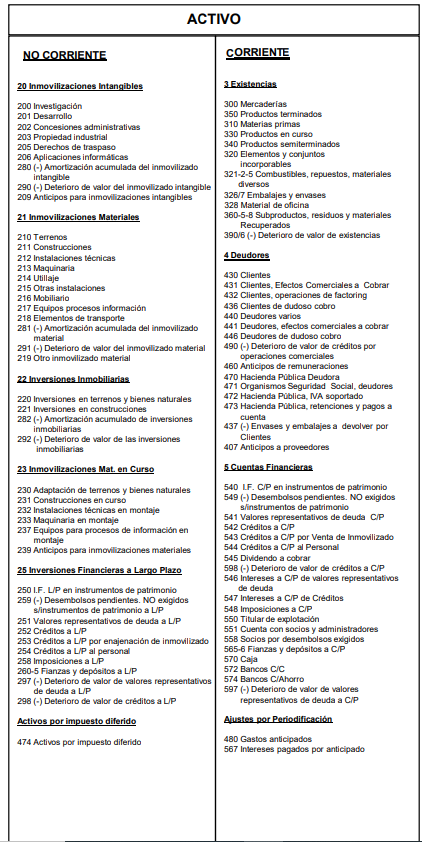 ACTIVO
NO CORRIENTE
20 Inmovilizaciones Intangibles
200 Investigación
201 Desarrollo
202 Concesiones administrativas
203 Propiedad industrial
205 Derechos de traspaso
206 Aplicaciones informáticas
280 (-) Amortización acumulada del inmovilizado
intangible
290 (-) Deterioro de valor del inmovilizado intangible
209 Anticipos para inmovilizaciones intangibles
21 Inmovilizaciones Materiales
210 Terrenos
211 Construcciones
212 Instalaciones técnicas
213 Maquinaria
214 Utillaje
215 Otras instalaciones
216 Mobiliario
217 Equipos procesos información
218 Elementos de transporte
281 (-) Amortización acumulada del inmovilizado
material
291 (-) Deterioro de valor del inmovilizado material
219 Otro inmovilizado material
22 Inversiones Inmobiliarias
220 Inversiones en terrenos y bienes naturales
221 Inversiones en construcciones
282 (-) Amortización acumulado de inversiones
inmobiliarias
292 (-) Deterioro de valor de las inversiones
inmobiliarias
23 Inmovilizaciones Mat. en Curso
230 Adaptación de terrenos y bienes naturales
231 Construcciones en curso
232 Instalaciones técnicas en montaje
233 Maquinaria en montaje
237 Equipos para procesos de información en
montaje
239 Anticipos para inmovilizaciones materiales
25 Inversiones Financieras a Largo Plazo
250 I.F. L/P en instrumentos de patrimonio
259 (-) Desembolsos pendientes. NO exigidos
s/instrumentos de patrimonio a L/P
251 Valores representativos de deuda a L/P
252 Créditos a L/P
253 Créditos a L/P por enajenación de inmovilizado
254 Créditos a L/P al personal
258 Imposiciones a L/P
260-5 Fianzas y depósitos a L/P
297 (-) Deterioro de valor de valores representativos
de deuda a L/P
298 (-) Deterioro de valor de créditos a L/P
Activos por impuesto diferido
474 Activos por impuesto diferido
CORRIENTE
3 Existencias
300 Mercaderías
350 Productos terminados
310 Materias primas
330 Productos en curso
340 Productos semiterminados
320 Elementos y conjuntos
incorporables
321-2-5 Combustibles, repuestos, materiales
diversos
326/7 Embalajes y envases
328 Material de oficina
360-5-8 Subproductos, residuos y materiales
Recuperados
390/6 (-) Deterioro de valor de existencias
4 Deudores
430 Clientes
431 Clientes, Efectos Comerciales a Cobrar
432 Clientes, operaciones de factoring
436 Clientes de dudoso cobro
440 Deudores varios
441 Deudores, efectos comerciales a cobrar
446 Deudores de dudoso cobro
490 (-) Deterioro de valor de créditos por
operaciones comerciales
460 Anticipos de remuneraciones
470 Hacienda Pública Deudora
471 Organismos Seguridad Social, deudores
472 Hacienda Pública, IVA soportado
473 Hacienda Pública, retenciones y pagos a
cuenta
437 (-) Envases y embalajes a devolver por
Clientes
407 Anticipos a proveedores
5 Cuentas Financieras
540 I.F. C/P en instrumentos de patrimonio
549 (-) Desembolsos pendientes. NO exigidos
s/instrumentos de patrimonio
541 Valores representativos de deuda C/P
542 Créditos a C/P
543 Créditos a C/P por Venta de Inmovilizado
544 Créditos a C/P al Personal
545 Dividendo a cobrar
598 (-) Deterioro de valor de créditos a C/P
546 Intereses a C/P de valores representativos
de deuda
547 Intereses a C/P de Créditos
548 Imposiciones a C/P
550 Titular de explotación
551 Cuenta con socios y administradores
558 Socios por desembolsos exigidos
565-6 Fianzas y depósitos a C/P
570 Caja
572 Bancos C/C
574 Bancos C/Ahorro
597 (-) Deterioro de valor de valores
representativos de deuda a C/P
Ajustes por Periodificación
480 Gastos anticipados
567 Intereses pagados por anticipado